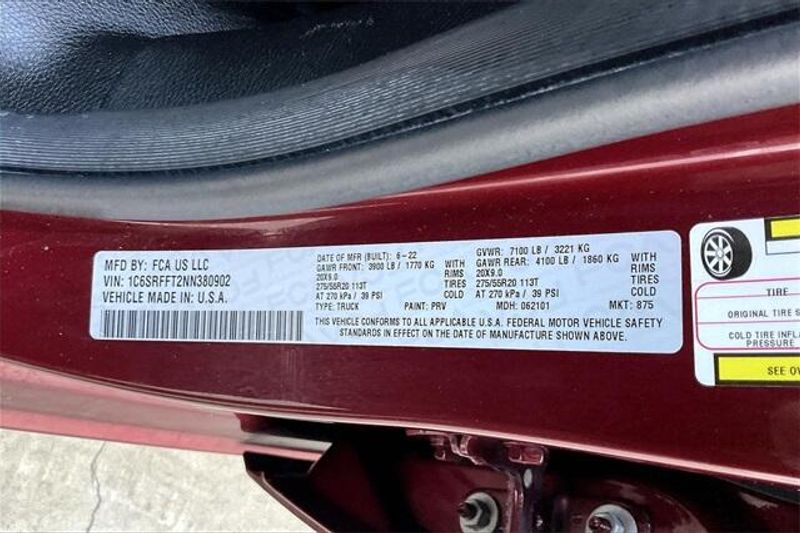 MFD BY: FCA US LLC
VIN: 1C6SRFFT2NN380902
VEHICLE MADE IN U.S.A.
DATE OF MFR (BUILT): 6-22
GAWR FRONT: 3900 LB / 1770 KG WITH
20X9.0 RIMS
275/55R20 113T TIRES
AT 270 kPa / 39 PSI COLD
TYPE: TRUCK PAINT: PRV
GVWR: 7100 LB / 3221 KG
GAWR REAR: 4100 LB / 1860 KG WITH
20X9.0 RIMS
275/55R20 113T TIRES
AT 270 kPa / 39 PSI COLD
MDH: 062101 MKT: 875
THIS VEHICLE CONFORMS TO ALL APPLICABLE U.S.A. FEDERAL MOTOR VEHICLE SAFETY
STANDARDS IN EFFECT ON THE DATE OF MANUFACTURE SHOWN ABOVE.
TIRE
ORIGINAL TIRE S
COLD TIRE INFLA
PRESSURE
SEE OW